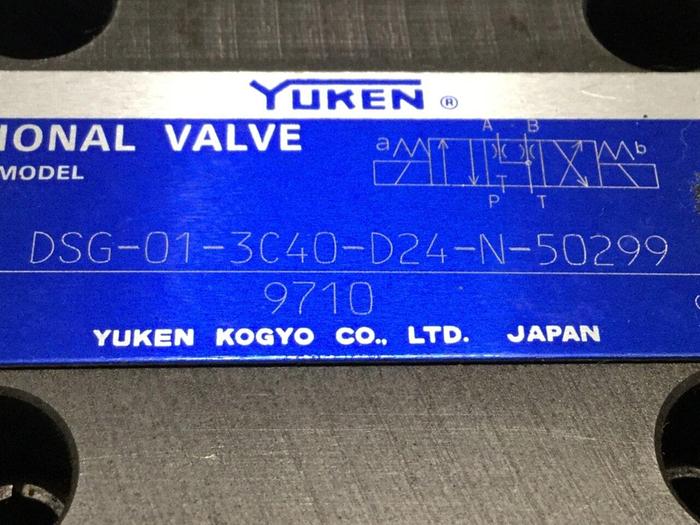 YUKEN ®
IONAL VALVE
MODEL
A B
a b
P T
DSG-01-3C40-D24-N-50299
9710
YUKEN KOGYO CO., LTD. JAPAN